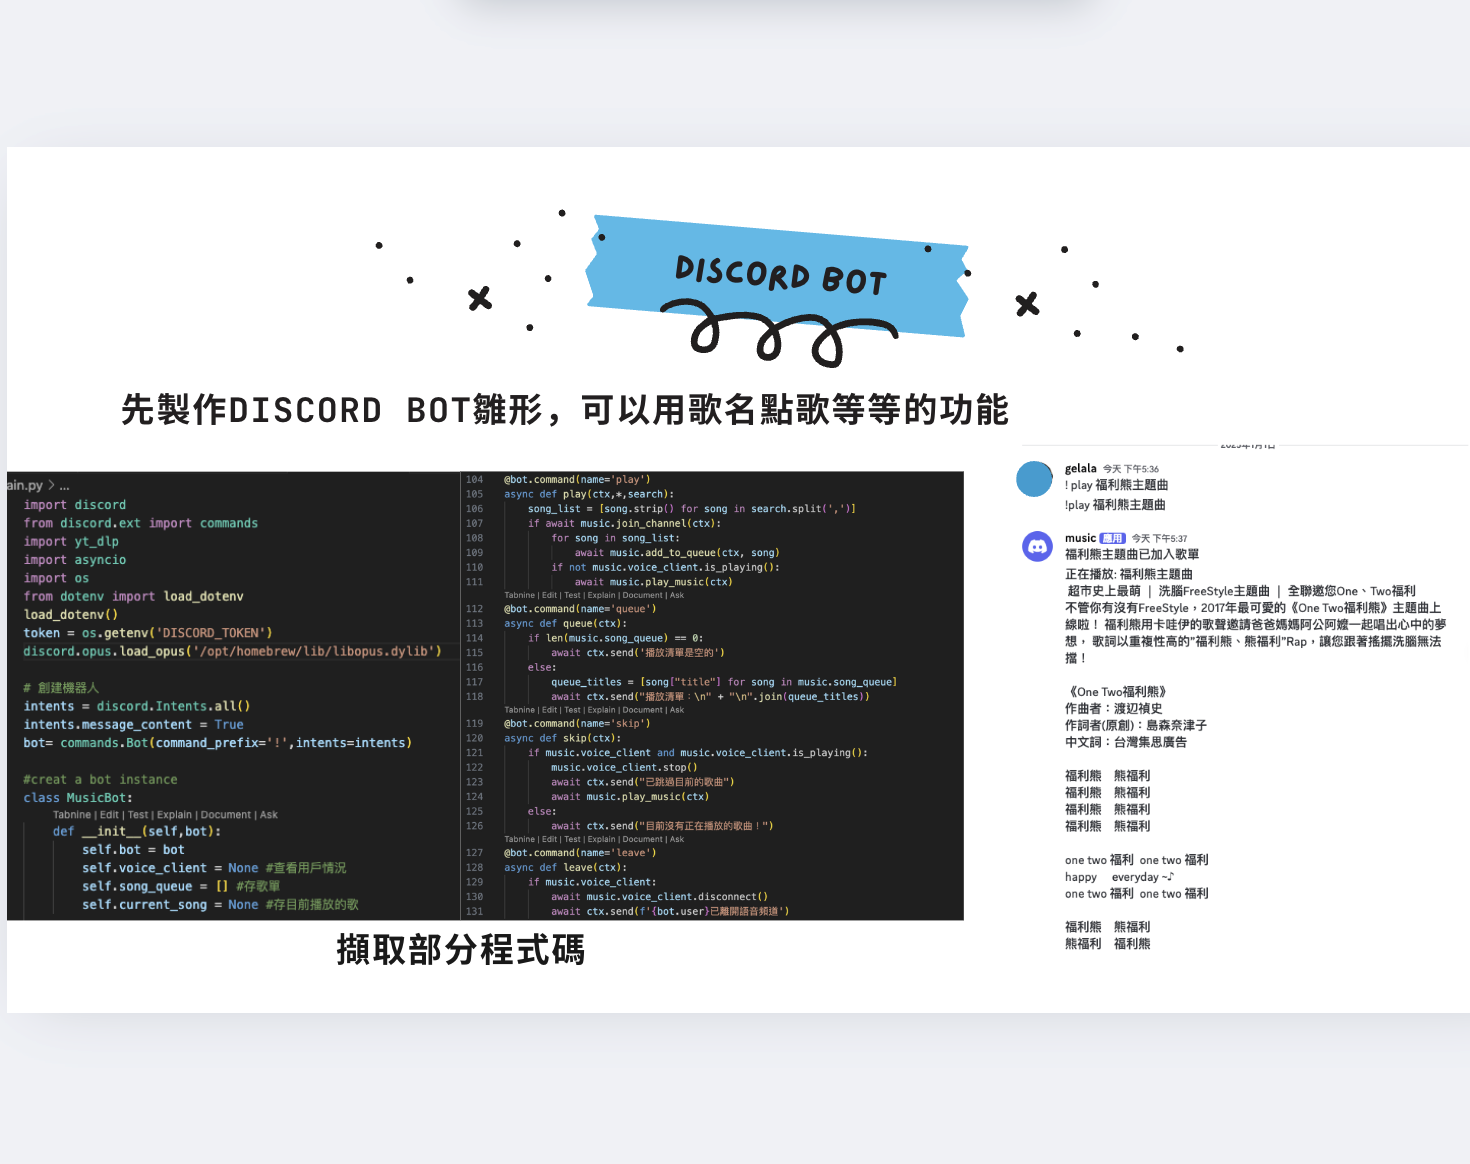 DISCORD BOT
先製作DISCORD BOT雛形，可以用歌名點歌等等的功能
ain.py > ...
import discord
from discord.ext import commands
import yt_dlp
import asyncio
import os
from dotenv import load_dotenv
load_dotenv()
token = os.getenv('DISCORD_TOKEN')
discord.opus.load_opus('/opt/homebrew/lib/libopus.dylib')
# 創建機器人
intents = discord.Intents.all()
intents.message_content = True
bot= commands.Bot(command_prefix='!',intents=intents)
#creat a bot instance
class MusicBot:
Tabnine | Edit | Test | Explain | Document | Ask
def __init__(self,bot):
self.bot = bot
self.voice_client = None #查看用戶情況
self.song_queue = [] #存歌單
self.current_song = None #存目前播放的歌
104 @bot.command(name='play')
105 async def play(ctx,*,search):
106 song_list = [song.strip() for song in search.split(',')]
107 if await music.join_channel(ctx):
108 for song in song_list:
109 await music.add_to_queue(ctx, song)
110 if not music.voice_client.is_playing():
111 await music.play_music(ctx)
Tabnine | Edit | Test | Explain | Document | Ask
112 @bot.command(name='queue')
113 async def queue(ctx):
114 if len(music.song_queue) == 0:
115 await ctx.send('播放清單是空的')
116 else:
117 queue_titles = [song["title"] for song in music.song_queue]
118 await ctx.send("播放清單：\n" + "\n".join(queue_titles))
Tabnine | Edit | Test | Explain | Document | Ask
119 @bot.command(name='skip')
120 async def skip(ctx):
121 if music.voice_client and music.voice_client.is_playing():
122 music.voice_client.stop()
123 await ctx.send("已跳過目前的歌曲")
124 await music.play_music(ctx)
125 else:
126 await ctx.send("目前沒有正在播放的歌曲！")
Tabnine | Edit | Test | Explain | Document | Ask
127 @bot.command(name='leave')
128 async def leave(ctx):
129 if music.voice_client:
130 await music.voice_client.disconnect()
131 await ctx.send(f'{bot.user}已離開語音頻道')
擷取部分程式碼
2025年1月1日
gelala 今天 下午5:36
! play 福利熊主題曲
!play 福利熊主題曲
music 應用 今天 下午5:37
福利熊主題曲已加入歌單
正在播放: 福利熊主題曲
超市史上最萌 | 洗腦FreeStyle主題曲 | 全聯邀您One、Two福利
不管你有沒有FreeStyle，2017年最可愛的《One Two福利熊》主題曲上
線啦！ 福利熊用卡哇伊的歌聲邀請爸爸媽媽阿公阿嬤一起唱出心中的夢
想， 歌詞以重複性高的"福利熊、熊福利"Rap，讓您跟著搖擺洗腦無法
擋！
《One Two福利熊》
作曲者：渡辺禎史
作詞者(原創)：島森奈津子
中文詞：台灣集思廣告
福利熊 熊福利
福利熊 熊福利
福利熊 熊福利
福利熊 熊福利
one two 福利 one two 福利
happy everyday ~♪
one two 福利 one two 福利
福利熊 熊福利
熊福利 福利熊